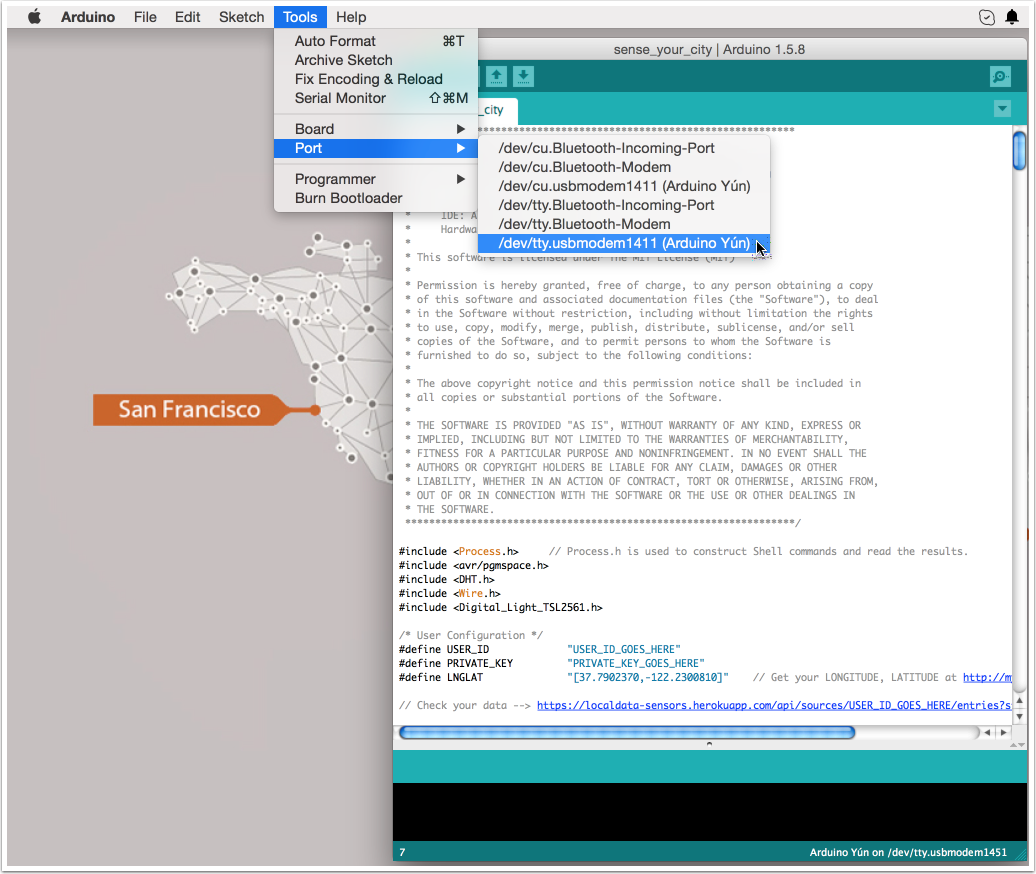 Arduino File Edit Sketch Tools Help
Auto Format ⌘T
Archive Sketch
Fix Encoding & Reload
Serial Monitor ⇧⌘M
Board
Port
Programmer
Burn Bootloader
/dev/cu.Bluetooth-Incoming-Port
/dev/cu.Bluetooth-Modem
/dev/cu.usbmodem1411 (Arduino Yún)
/dev/tty.Bluetooth-Incoming-Port
/dev/tty.Bluetooth-Modem
/dev/tty.usbmodem1411 (Arduino Yún)
sense_your_city | Arduino 1.5.8
_city
*****************************************************
* IDE: A
* Hardwa
*
* This software is licensed under The MIT License (MIT)
*
* Permission is hereby granted, free of charge, to any person obtaining a copy
* of this software and associated documentation files (the "Software"), to deal
* in the Software without restriction, including without limitation the rights
* to use, copy, modify, merge, publish, distribute, sublicense, and/or sell
* copies of the Software, and to permit persons to whom the Software is
* furnished to do so, subject to the following conditions:
*
* The above copyright notice and this permission notice shall be included in
* all copies or substantial portions of the Software.
*
* THE SOFTWARE IS PROVIDED "AS IS", WITHOUT WARRANTY OF ANY KIND, EXPRESS OR
* IMPLIED, INCLUDING BUT NOT LIMITED TO THE WARRANTIES OF MERCHANTABILITY,
* FITNESS FOR A PARTICULAR PURPOSE AND NONINFRINGEMENT. IN NO EVENT SHALL THE
* AUTHORS OR COPYRIGHT HOLDERS BE LIABLE FOR ANY CLAIM, DAMAGES OR OTHER
* LIABILITY, WHETHER IN AN ACTION OF CONTRACT, TORT OR OTHERWISE, ARISING FROM,
* OUT OF OR IN CONNECTION WITH THE SOFTWARE OR THE USE OR OTHER DEALINGS IN
* THE SOFTWARE.
*****************************************************************/
#include <Process.h> // Process.h is used to construct Shell commands and read the results.
#include <avr/pgmspace.h>
#include <DHT.h>
#include <Wire.h>
#include <Digital_Light_TSL2561.h>
/* User Configuration */
#define USER_ID "USER_ID_GOES_HERE"
#define PRIVATE_KEY "PRIVATE_KEY_GOES_HERE"
#define LNGLAT "[37.7902370,-122.2300810]" // Get your LONGITUDE, LATITUDE at http://m
// Check your data --> https://localdata-sensors.herokuapp.com/api/sources/USER_ID_GOES_HERE/entries?s
7 Arduino Yún on /dev/tty.usbmodem1451
San Francisco